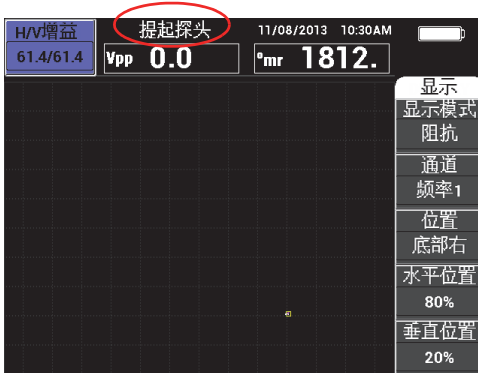 H/V增益
61.4/61.4
提起探头
11/08/2013 10:30AM
Vpp 0.0
°mr 1812.
显示
显示模式
阻抗
通道
频率1
位置
底部右
水平位置
80%
垂直位置
20%